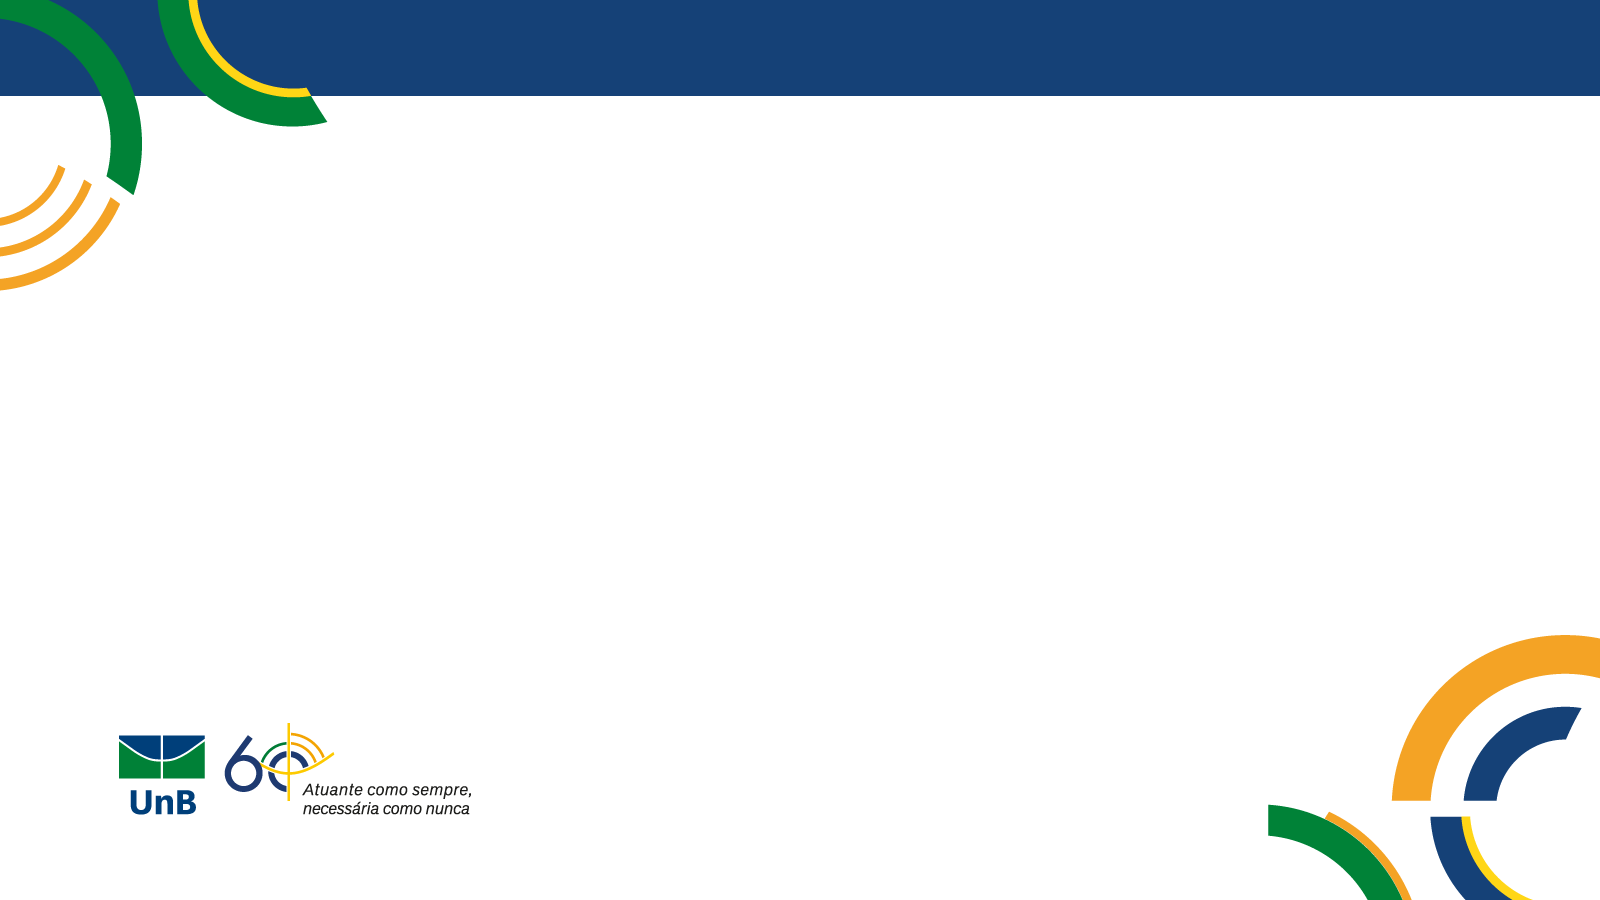 UnB
60
Atuante como sempre,
necessária como nunca